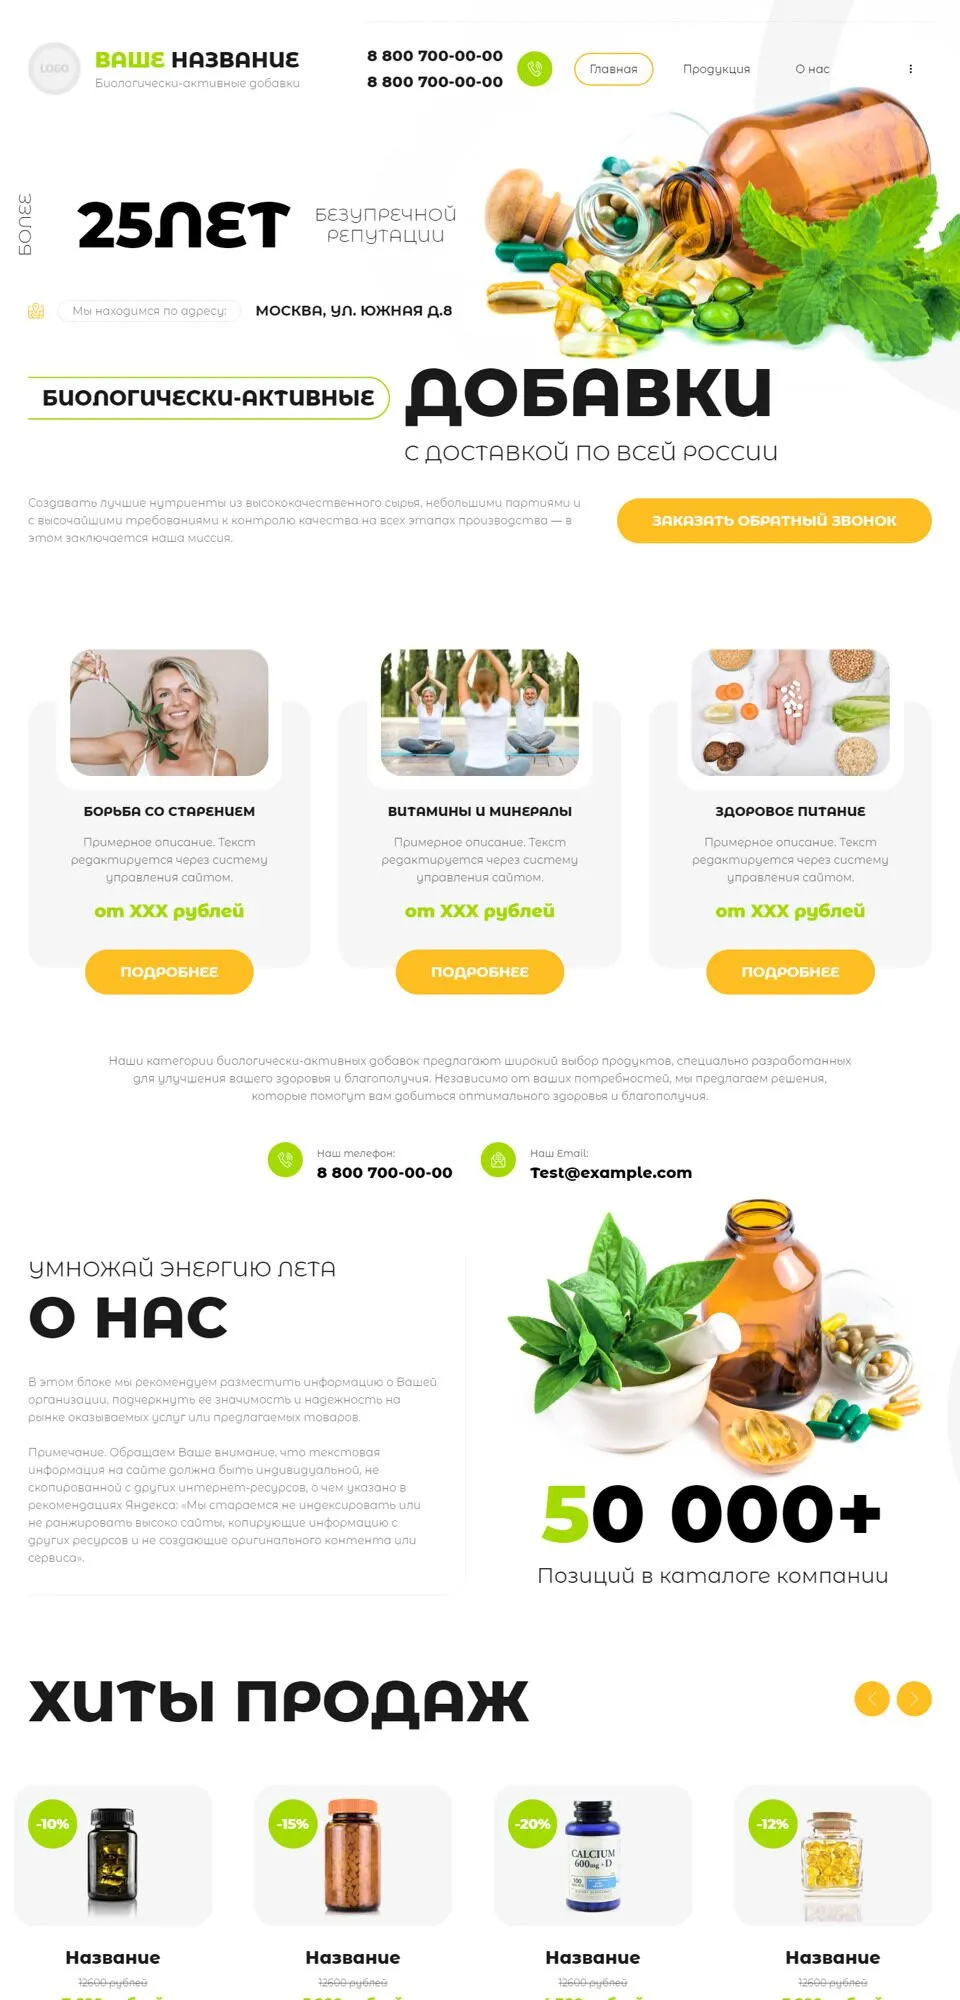 LOGO
ВАШЕ НАЗВАНИЕ
Биологически-активные добавки
8 800 700-00-00
8 800 700-00-00
Главная
Продукция
О нас
БОЛЕЕ
25ЛЕТ
БЕЗУПРЕЧНОЙ
РЕПУТАЦИИ
Мы находимся по адресу:
МОСКВА, УЛ. ЮЖНАЯ Д.8
БИОЛОГИЧЕСКИ-АКТИВНЫЕ
ДОБАВКИ
С ДОСТАВКОЙ ПО ВСЕЙ РОССИИ
Создавать лучшие нутриенты из высококачественного сырья, небольшими партиями и
с высочайшими требованиями к контролю качества на всех этапах производства — в
этом заключается наша миссия.
ЗАКАЗАТЬ ОБРАТНЫЙ ЗВОНОК
БОРЬБА СО СТАРЕНИЕМ
Примерное описание. Текст
редактируется через систему
управления сайтом.
от XXX рублей
ПОДРОБНЕЕ
ВИТАМИНЫ И МИНЕРАЛЫ
Примерное описание. Текст
редактируется через систему
управления сайтом.
от XXX рублей
ПОДРОБНЕЕ
ЗДОРОВОЕ ПИТАНИЕ
Примерное описание. Текст
редактируется через систему
управления сайтом.
от XXX рублей
ПОДРОБНЕЕ
Наши категории биологически-активных добавок предлагают широкий выбор продуктов, специально разработанных
для улучшения вашего здоровья и благополучия. Независимо от ваших потребностей, мы предлагаем решения,
которые помогут вам добиться оптимального здоровья и благополучия.
Наш телефон:
8 800 700-00-00
Наш Email:
Test@example.com
УМНОЖАЙ ЭНЕРГИЮ ЛЕТА
О НАС
В этом блоке мы рекомендуем разместить информацию о Вашей
организации, подчеркнуть ее значимость и надежность на
рынке оказываемых услуг или предлагаемых товаров.
Примечание. Обращаем Ваше внимание, что текстовая
информация на сайте должна быть индивидуальной, не
скопированной с других интернет-ресурсов, о чем указано в
рекомендациях Яндекса: «Мы стараемся не индексировать или
не ранжировать высоко сайты, копирующие информацию с
других ресурсов и не создающие оригинального контента или
сервиса».
50 000+
Позиций в каталоге компании
ХИТЫ ПРОДАЖ
-10%
Название
12600 рублей
-15%
Название
12600 рублей
-20%
CALCIUM
600mg + D
Название
12600 рублей
-12%
Название
12600 рублей